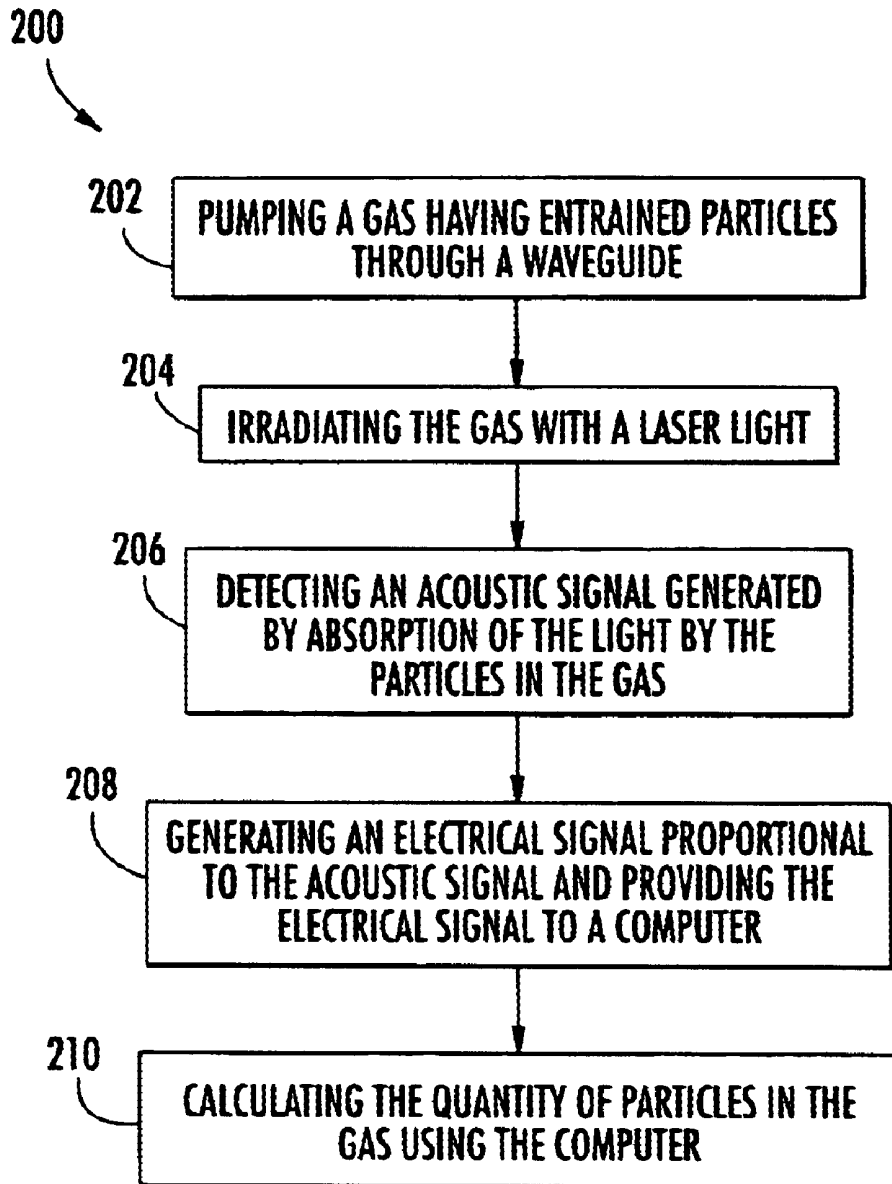 200
202
PUMPING A GAS HAVING ENTRAINED PARTICLES
THROUGH A WAVEGUIDE
204
IRRADIATING THE GAS WITH A LASER LIGHT
206
DETECTING AN ACOUSTIC SIGNAL GENERATED
BY ABSORPTION OF THE LIGHT BY THE
PARTICLES IN THE GAS
208
GENERATING AN ELECTRICAL SIGNAL PROPORTIONAL
TO THE ACOUSTIC SIGNAL AND PROVIDING THE
ELECTRICAL SIGNAL TO A COMPUTER
210
CALCULATING THE QUANTITY OF PARTICLES IN THE
GAS USING THE COMPUTER